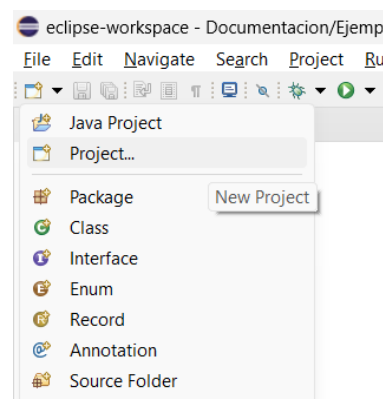 eclipse-workspace - Documentacion/Ejemp
File Edit Navigate Search Project Ru
Java Project
Project...
Package
New Project
Class
Interface
Enum
Record
Annotation
Source Folder